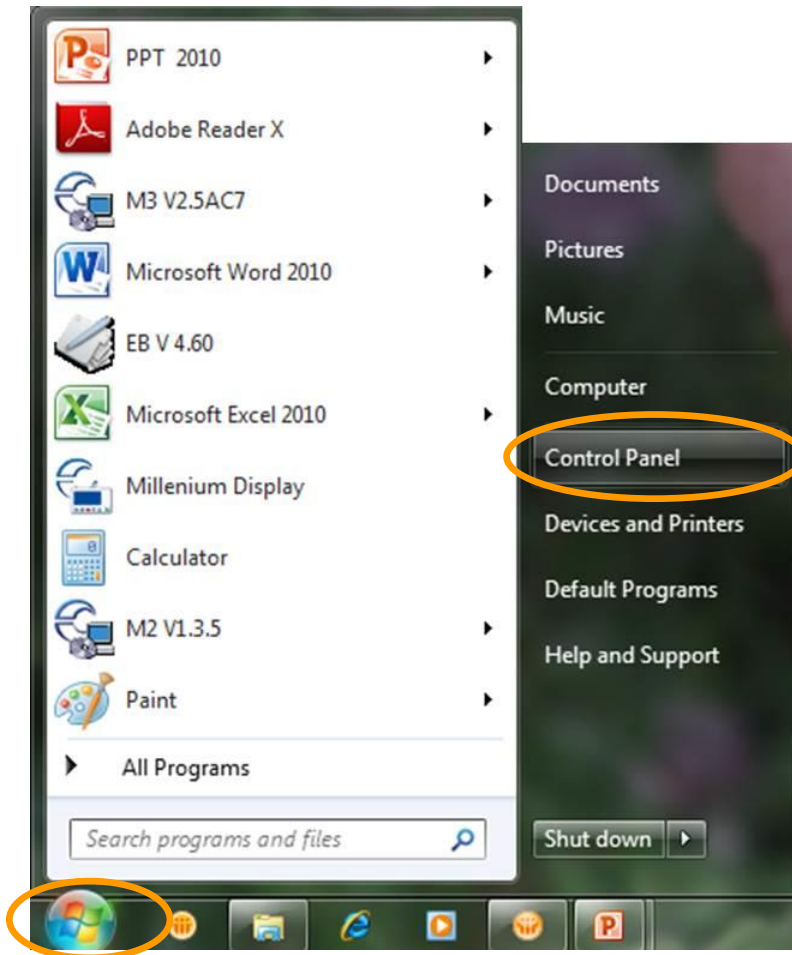 PPT 2010
Adobe Reader X
M3 V2.5AC7
Microsoft Word 2010
EB V 4.60
Microsoft Excel 2010
Millenium Display
Calculator
M2 V1.3.5
Paint
All Programs
Search programs and files
Documents
Pictures
Music
Computer
Control Panel
Devices and Printers
Default Programs
Help and Support
Shut down